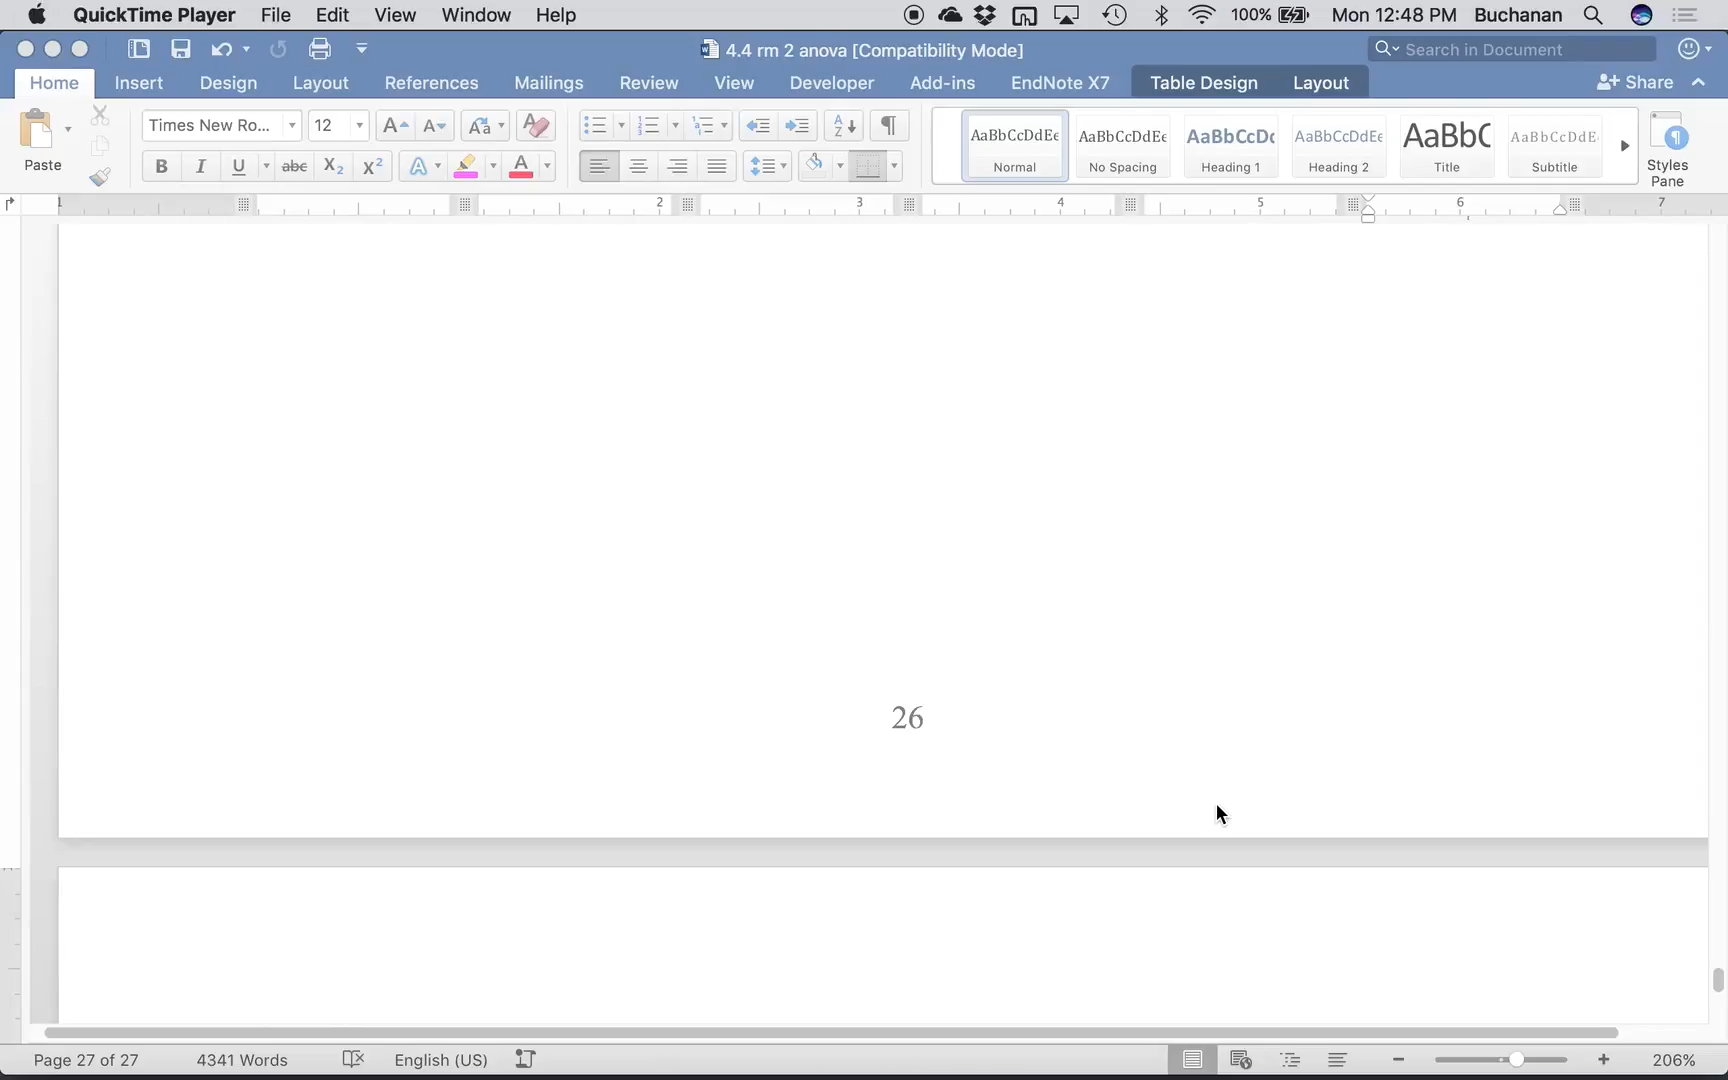 QuickTime Player File Edit View Window Help 100% Mon 12:48 PM Buchanan
4.4 rm 2 anova [Compatibility Mode] Search in Document
Home Insert Design Layout References Mailings Review View Developer Add-ins EndNote X7 Table Design Layout Share
Paste
Times New Ro... 12 Aa
B I U abc X2 X2 A A
AaBbCcDdEe AaBbCcDdEe AaBbCcDc AaBbCcDdEe AaBbC AaBbCcDdE
Normal No Spacing Heading 1 Heading 2 Title Subtitle
Styles
Pane
1 2 3 4 5 6 7
26
Page 27 of 27 4341 Words English (US) 206%